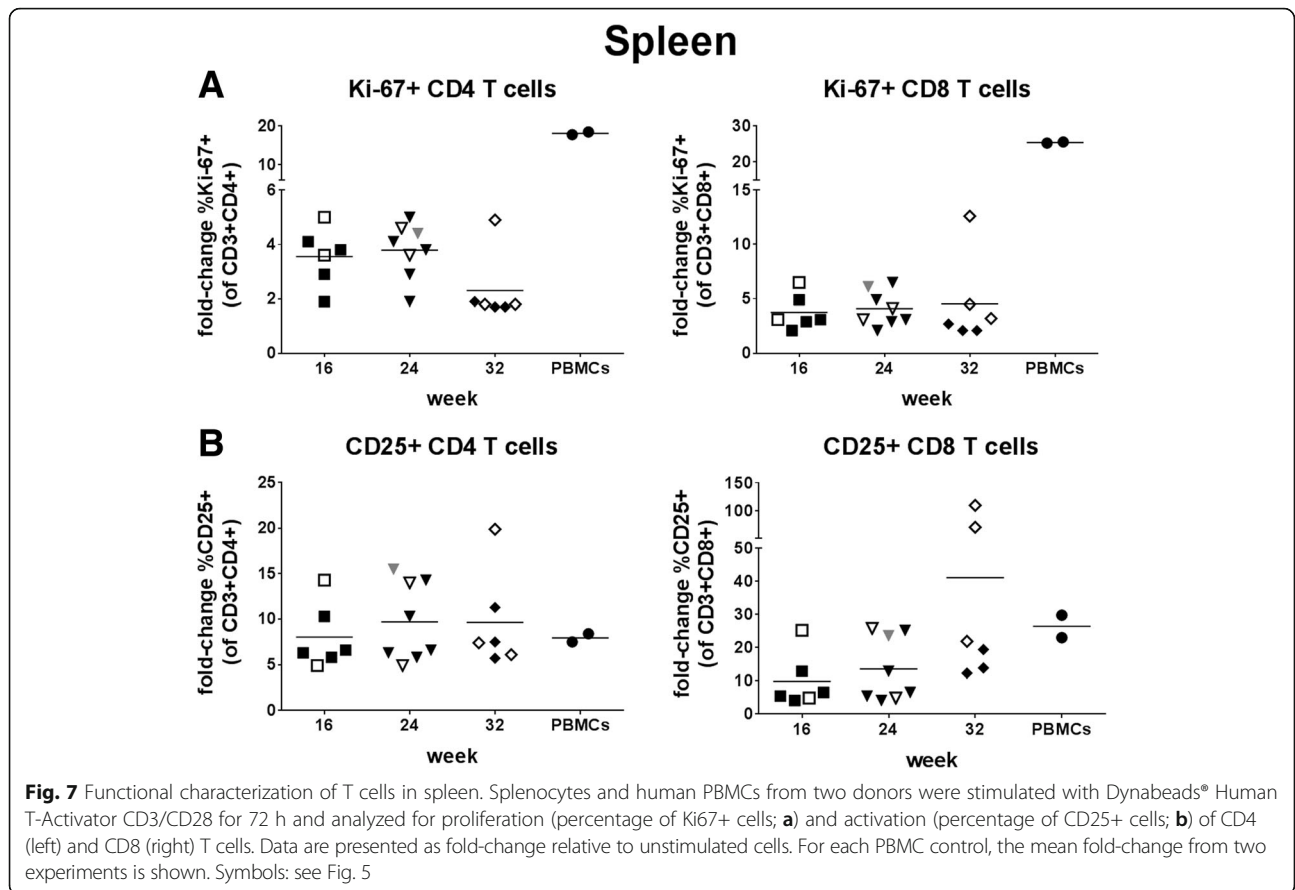 Spleen
A
Ki-67+ CD4 T cells
fold-change %Ki-67+
(of CD3+CD4+)
20
10
6
4
2
0
16 24 32 PBMCs
week
Ki-67+ CD8 T cells
fold-change %Ki-67+
(of CD3+CD8+)
30
20
15
10
5
0
16 24 32 PBMCs
week
B
CD25+ CD4 T cells
fold-change %CD25+
(of CD3+CD4+)
25
20
15
10
5
0
16 24 32 PBMCs
week
CD25+ CD8 T cells
fold-change %CD25+
(of CD3+CD8+)
150
100
50
40
30
20
10
0
16 24 32 PBMCs
week
Fig. 7 Functional characterization of T cells in spleen. Splenocytes and human PBMCs from two donors were stimulated with Dynabeads® Human
T-Activator CD3/CD28 for 72 h and analyzed for proliferation (percentage of Ki67+ cells; a) and activation (percentage of CD25+ cells; b) of CD4
(left) and CD8 (right) T cells. Data are presented as fold-change relative to unstimulated cells. For each PBMC control, the mean fold-change from two
experiments is shown. Symbols: see Fig. 5